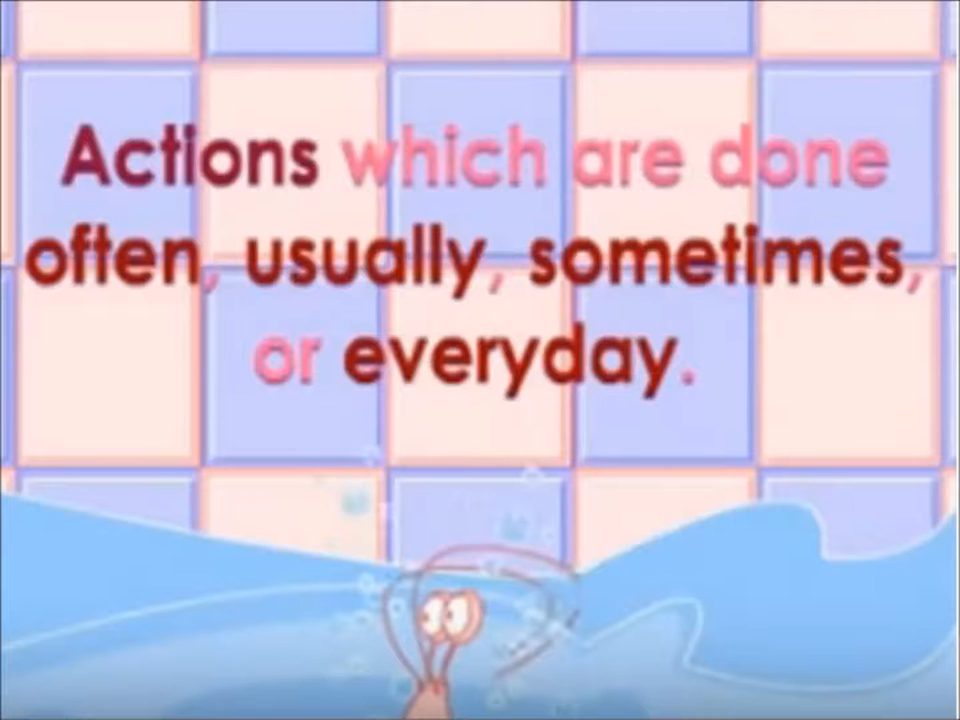 Actions which are done
often, usually, sometimes,
or everyday.